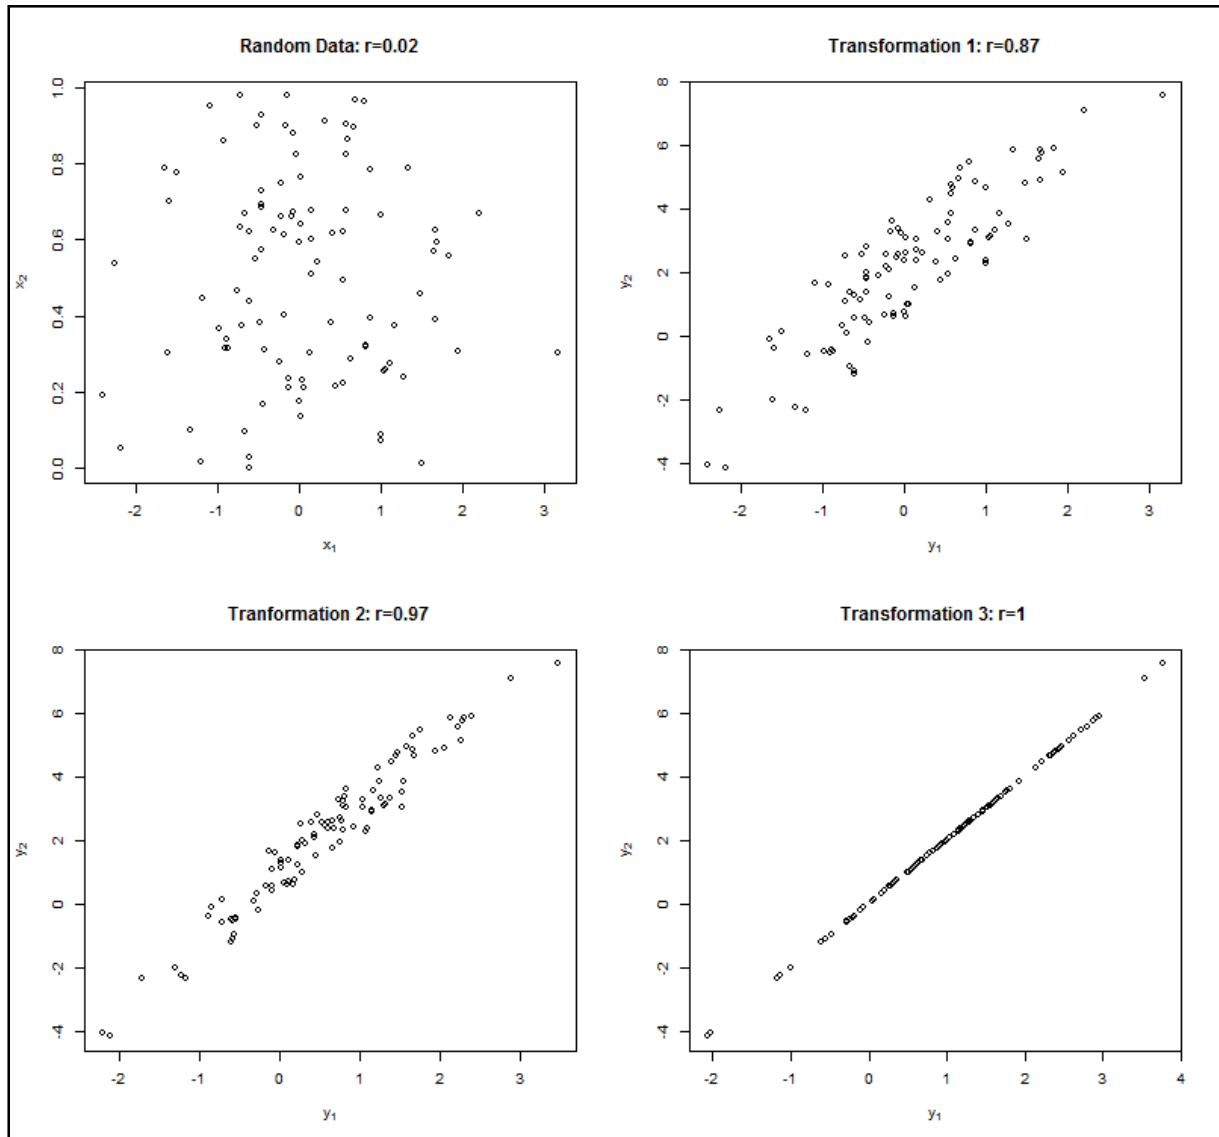 Random Data: r=0.02
1.0
0.8
0.6
0.4
0.2
0.0
x2
-2 -1 0 1 2 3
x1
Transformation 1: r=0.87
8
6
4
2
0
-2
-4
y2
-2 -1 0 1 2 3
y1
Tranformation 2: r=0.97
8
6
4
2
0
-2
-4
y2
-2 -1 0 1 2 3
y1
Transformation 3: r=1
8
6
4
2
0
-2
-4
y2
-2 -1 0 1 2 3 4
y1